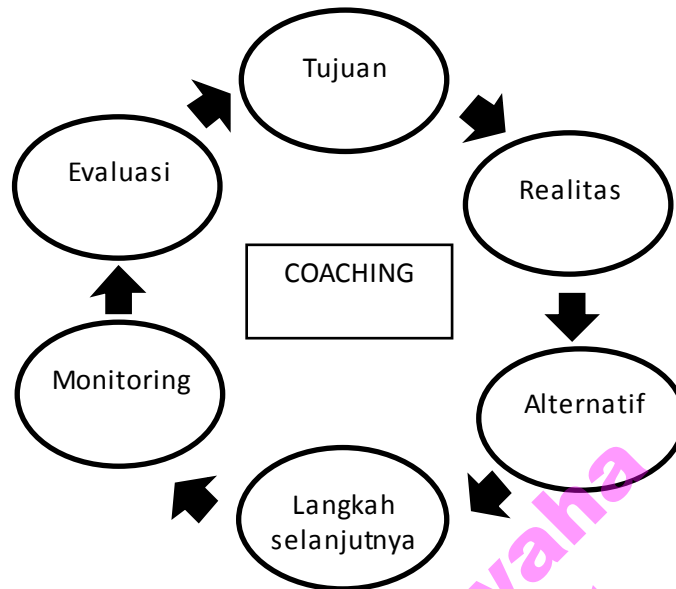 Tujuan
Evaluasi
Realitas
COACHING
Monitoring
Alternatif
Langkah
selanjutnya